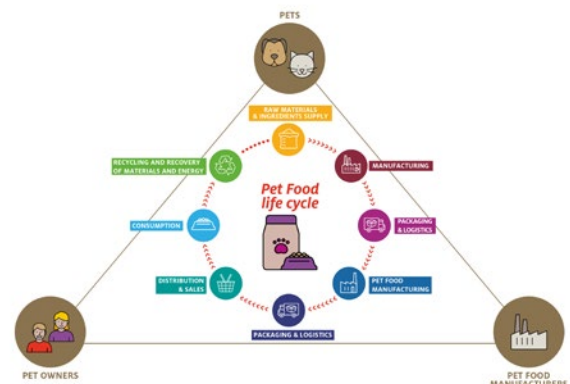 PETS
RAW MATERIALS
& INGREDIENTS SUPPLY
RECYCLING AND RECOVERY
OF MATERIALS AND ENERGY
MANUFACTURING
Pet Food
life cycle
CONSUMPTION
PACKAGING
& LOGISTICS
DISTRIBUTION
& SALES
PET FOOD
MANUFACTURING
PACKAGING & LOGISTICS
PET OWNERS
PET FOOD
MANUFACTURERS